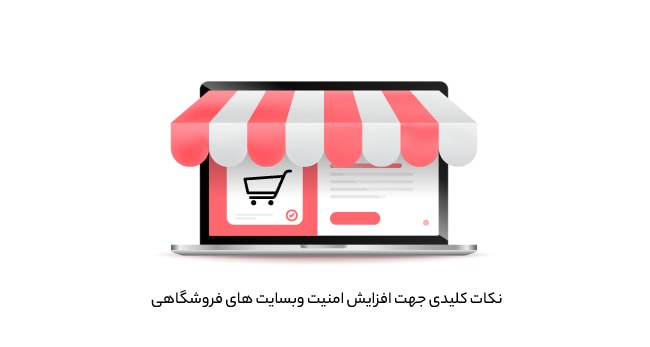 نکات کلیدی جهت افزایش امنیت وبسایت های فروشگاهی